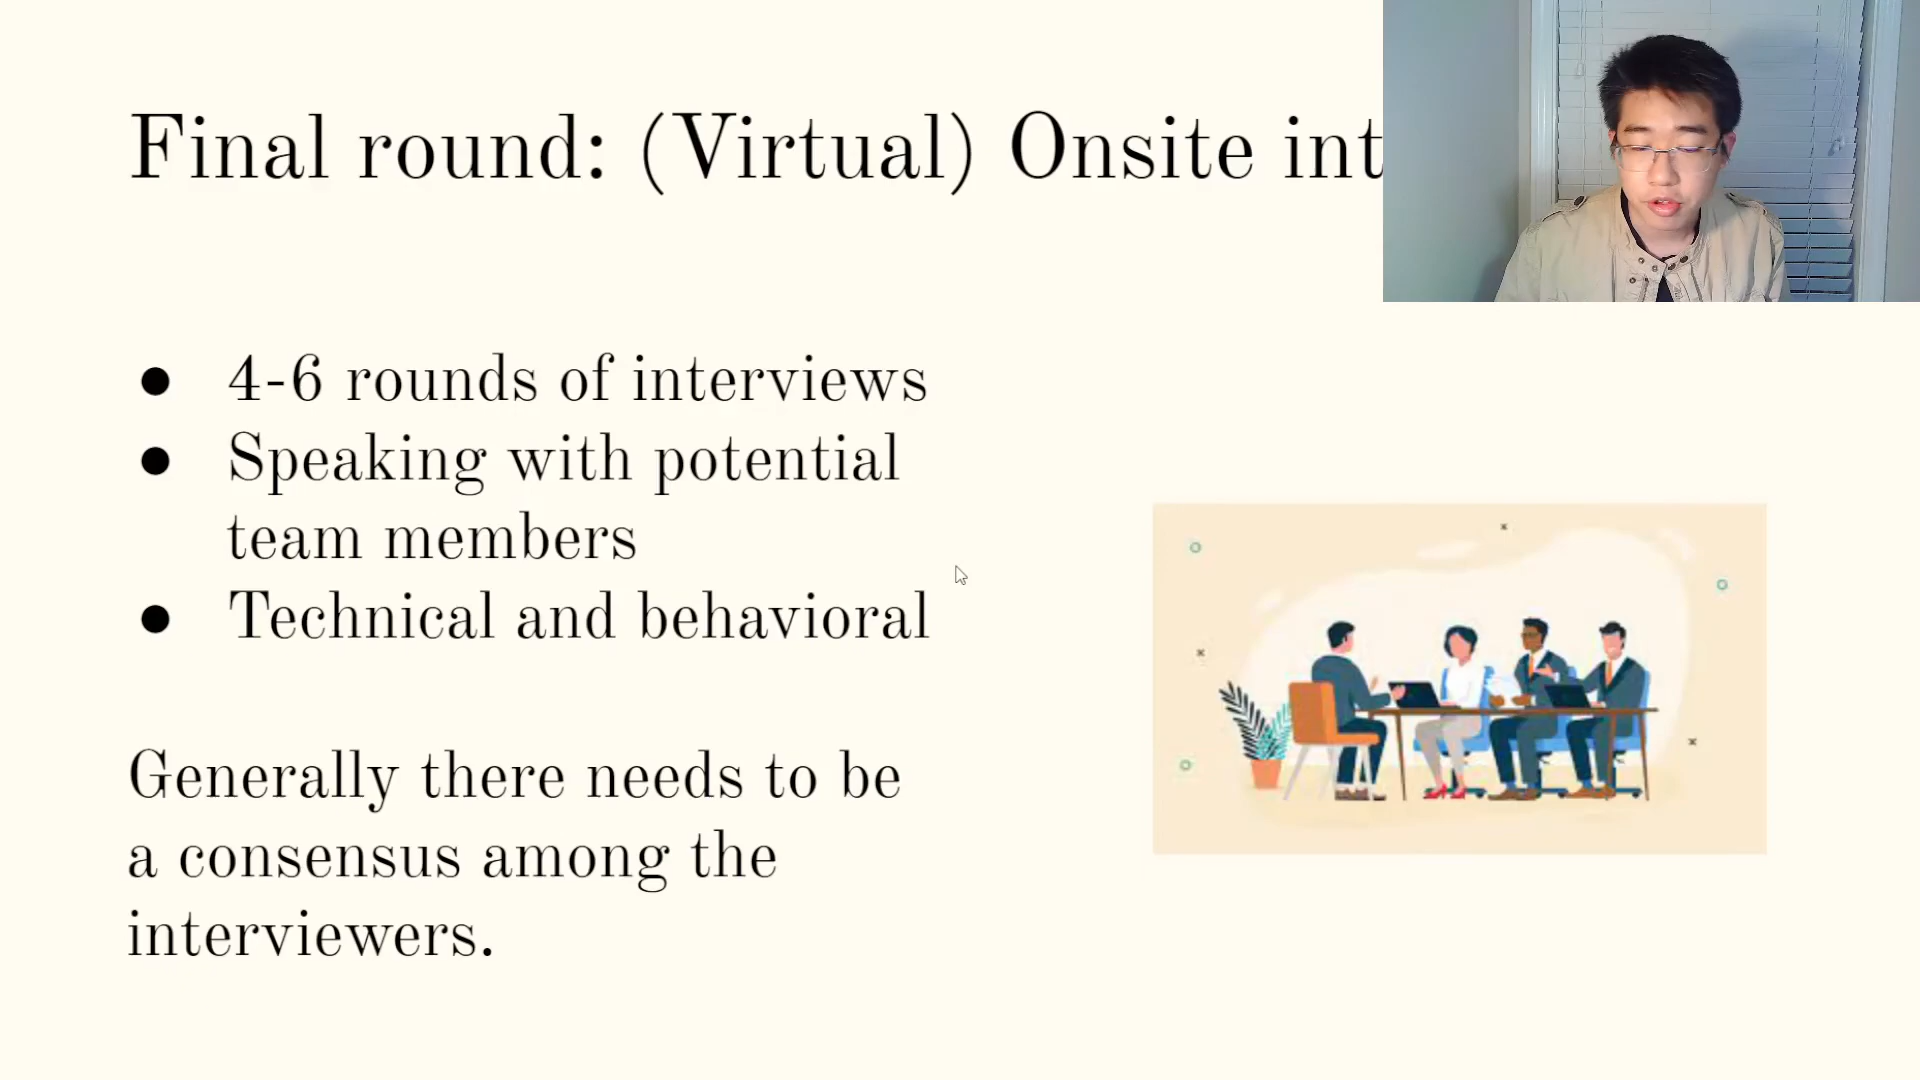 Final round: (Virtual) Onsite int
● 4-6 rounds of interviews
● Speaking with potential
team members
● Technical and behavioral
Generally there needs to be
a consensus among the
interviewers.